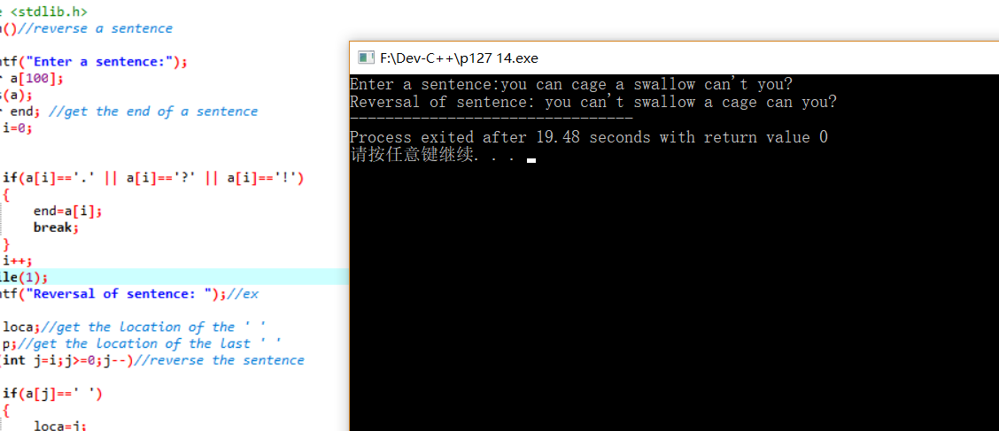 e <stdlib.h>
n()//reverse a sentence
ntf("Enter a sentence:");
r a[100];
s(a);
r end; //get the end of a sentence
i=0;
if(a[i]=='.' || a[i]=='?' || a[i]=='!')
{
end=a[i];
break;
}
i++;
ile(1);
ntf("Reversal of sentence: ");//ex
loca;//get the location of the ' '
p;//get the location of the last ' '
(int j=i;j>=0;j--)//reverse the sentence
if(a[j]==' ')
{
loca=j;
F:\Dev-C++\p127 14.exe
Enter a sentence:you can cage a swallow can't you?
Reversal of sentence: you can't swallow a cage can you?
--------------------------------
Process exited after 19.48 seconds with return value 0
请按任意键继续. . .